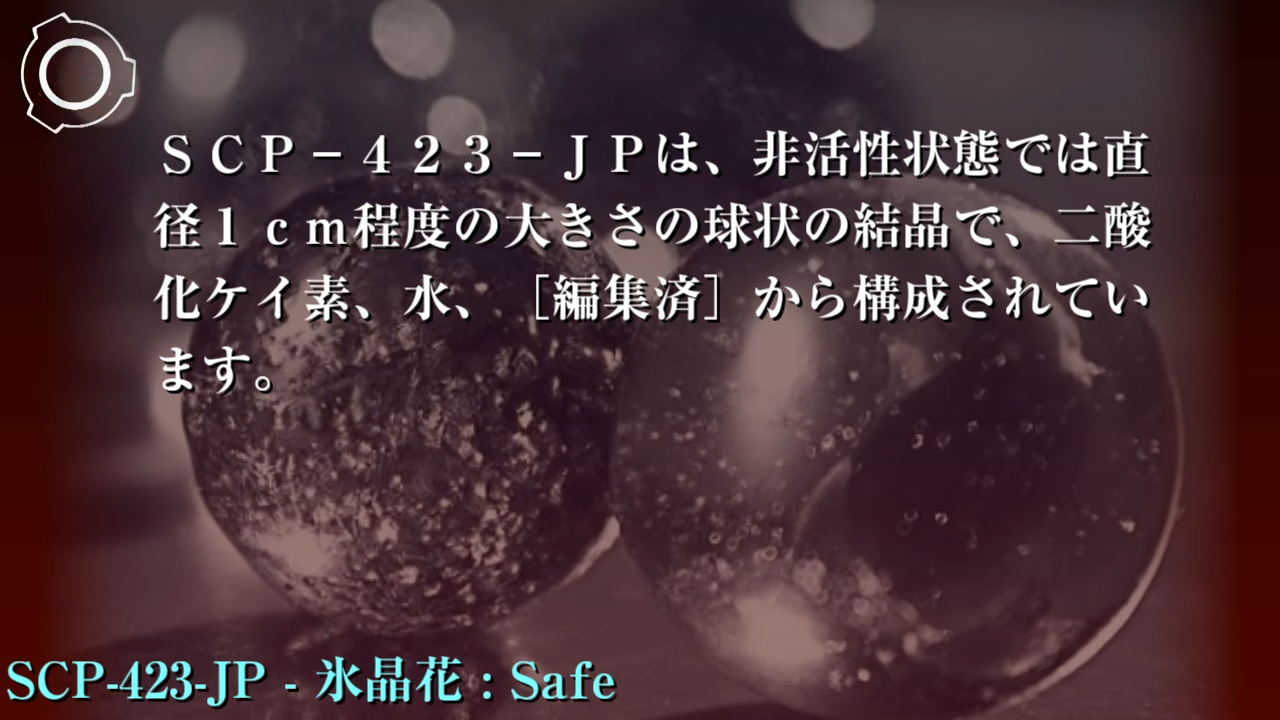 ＳＣＰ－４２３－ＪＰは、非活性状態では直
径１ｃｍ程度の大きさの球状の結晶で、二酸
化ケイ素、水、［編集済］から構成されてい
ます。
SCP-423-JP - 氷晶花 : Safe